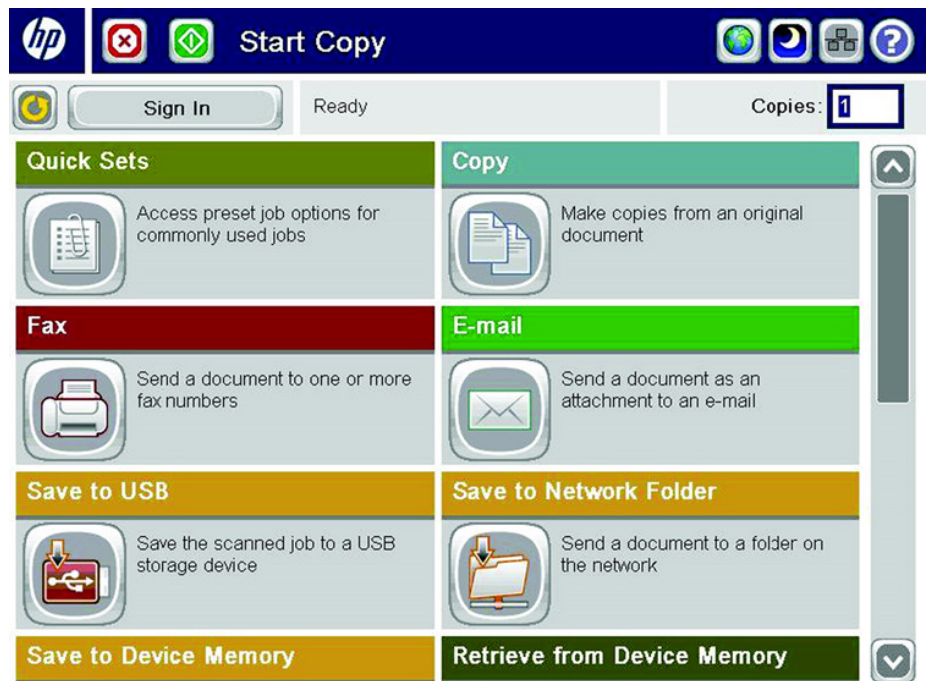 hp
Start Copy
?
Sign In
Ready
Copies: 1
Quick Sets
Access preset job options for
commonly used jobs
Copy
Make copies from an original
document
Fax
Send a document to one or more
fax numbers
E-mail
Send a document as an
attachment to an e-mail
Save to USB
Save the scanned job to a USB
storage device
Save to Network Folder
Send a document to a folder on
the network
Save to Device Memory
Retrieve from Device Memory